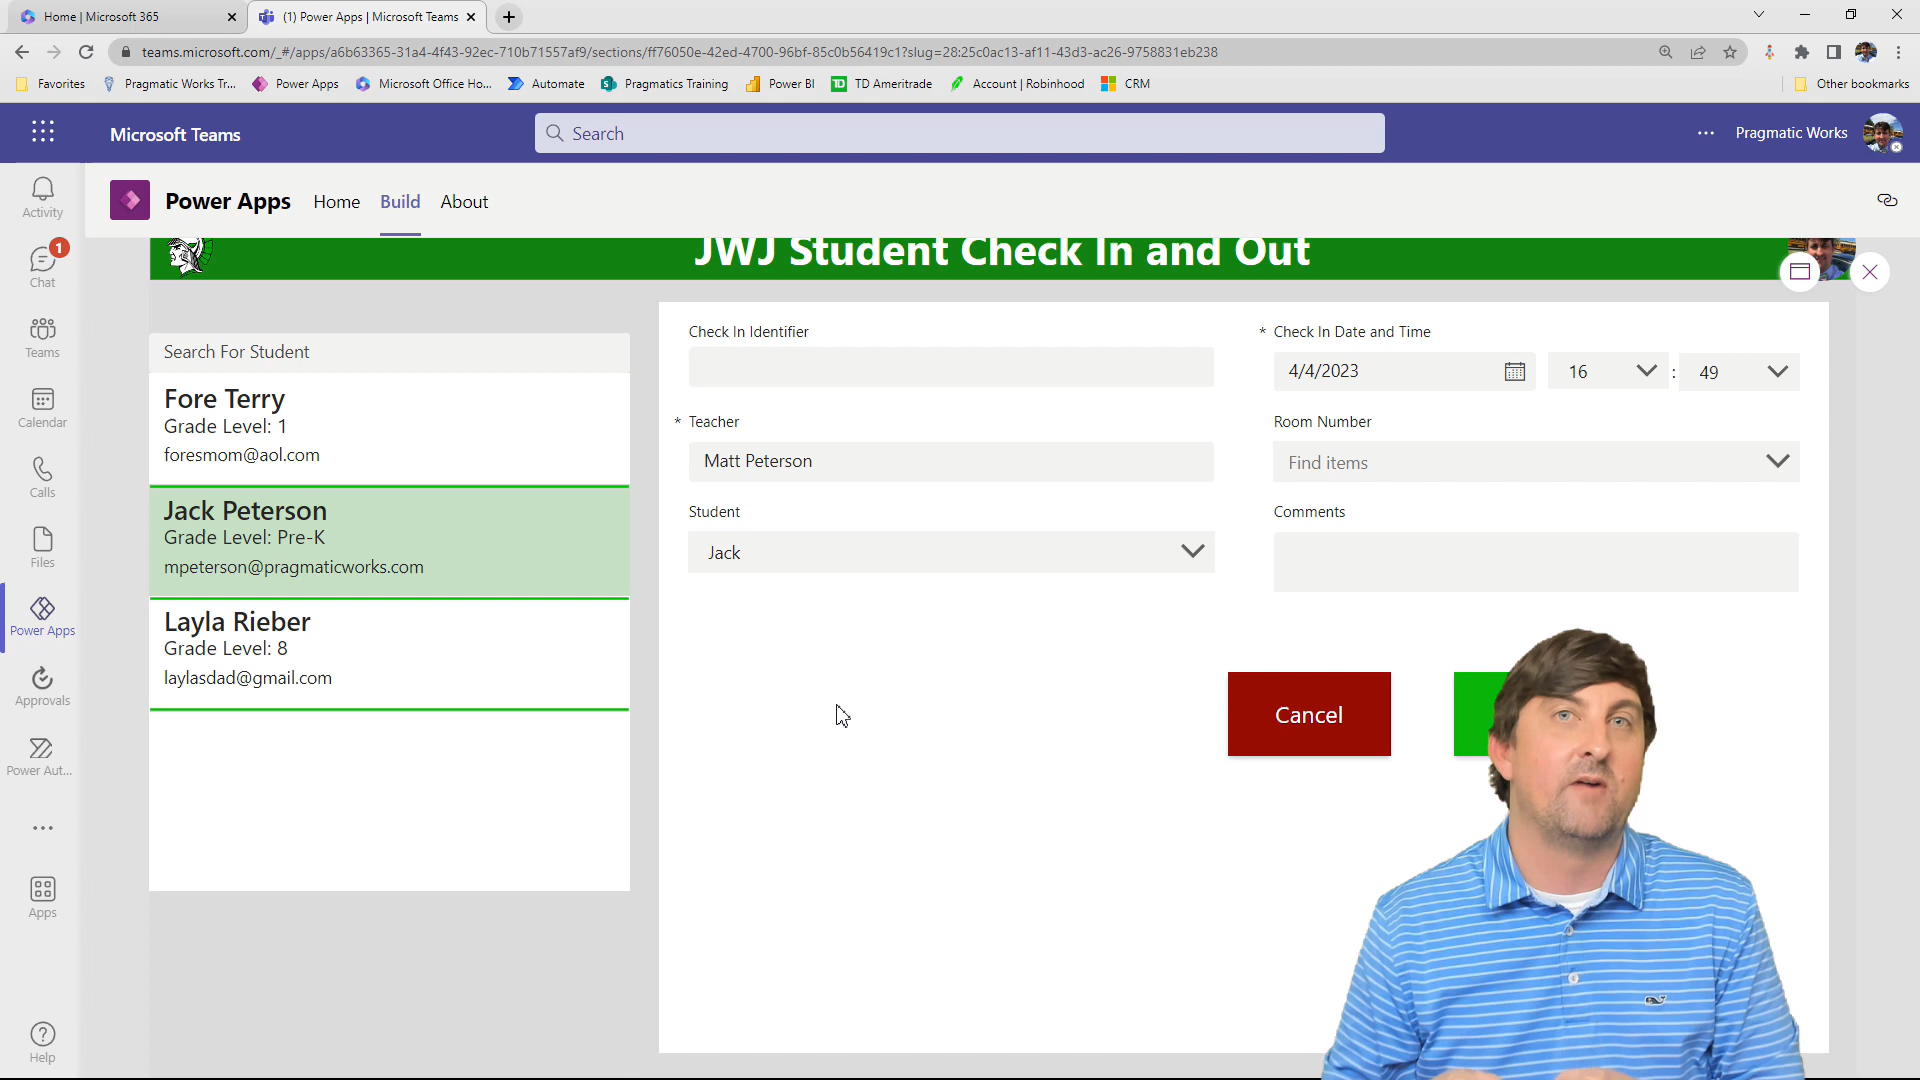 Home | Microsoft 365
(1) Power Apps | Microsoft Teams
teams.microsoft.com/_#/apps/a6b63365-31a4-4f43-92ec-710b71557af9/sections/ff76050e-42ed-4700-96bf-85c0b56419c1?slug=28:25c0ac13-af11-43d3-ac26-9758831eb238
Favorites
Pragmatic Works Tr...
Power Apps
Microsoft Office Ho...
Automate
Pragmatics Training
Power BI
TD Ameritrade
Account | Robinhood
CRM
Other bookmarks
Microsoft Teams
Search
Pragmatic Works
Power Apps
Home
Build
About
Activity
1
Chat
Teams
Calendar
Calls
Files
Power Apps
Approvals
Power Aut...
Apps
Help
JWJ Student Check In and Out
Search For Student
Fore Terry
Grade Level: 1
foresmom@aol.com
Jack Peterson
Grade Level: Pre-K
mpeterson@pragmaticworks.com
Layla Rieber
Grade Level: 8
laylasdad@gmail.com
Check In Identifier
* Check In Date and Time
4/4/2023
16
:
49
* Teacher
Matt Peterson
Room Number
Find items
Student
Jack
Comments
Cancel